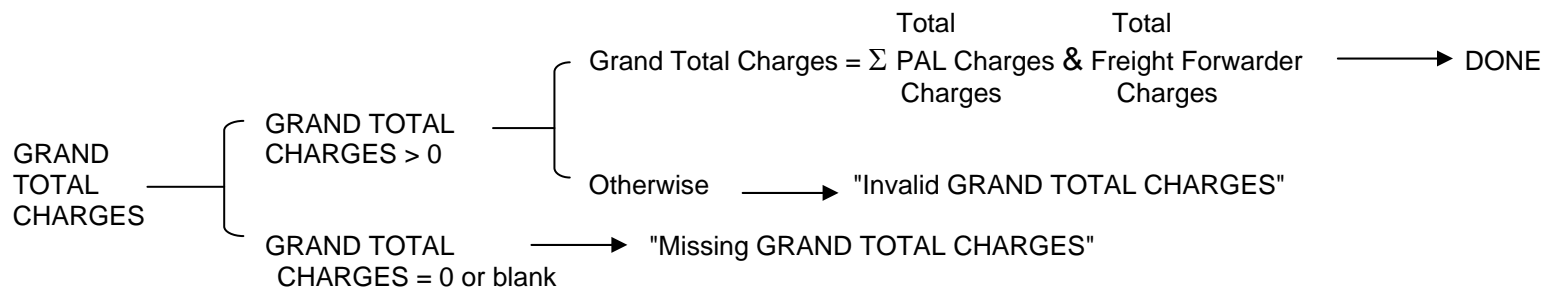 Total Total
Grand Total Charges = Σ PAL Charges & Freight Forwarder DONE
Charges Charges
GRAND TOTAL
CHARGES > 0
GRAND
TOTAL
CHARGES
Otherwise "Invalid GRAND TOTAL CHARGES"
GRAND TOTAL "Missing GRAND TOTAL CHARGES"
CHARGES = 0 or blank